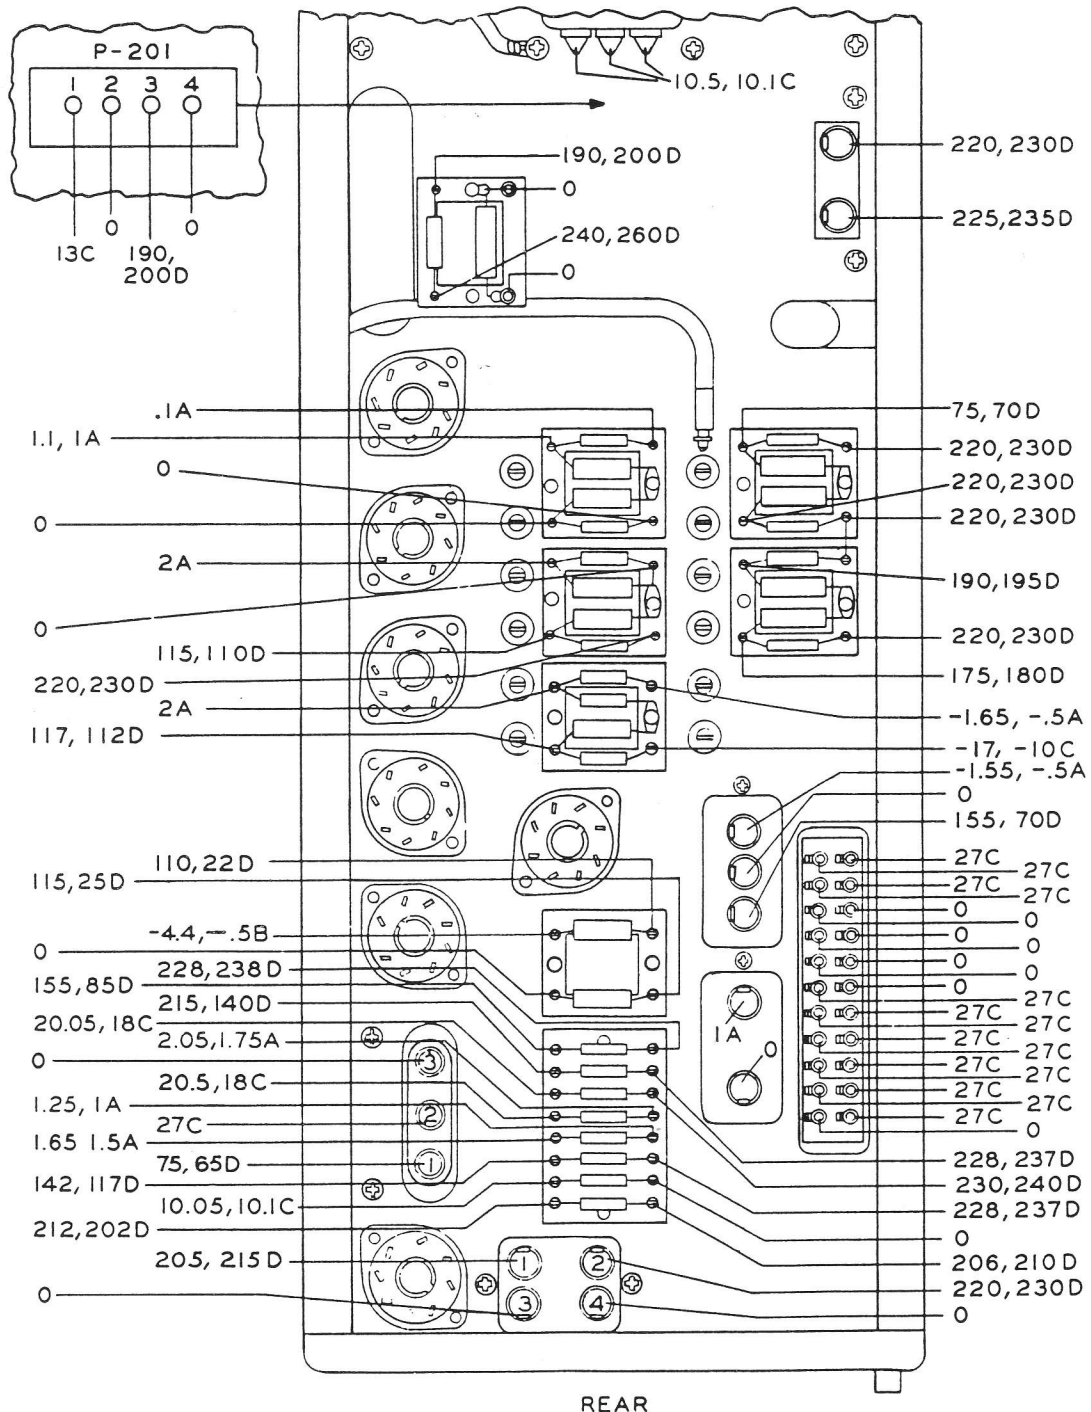 P-201
1 2 3 4
13C
0
190,
200D
0
10.5, 10.1C
190, 200D
0
240, 260D
0
220, 230D
225, 235D
.1A
1.1, 1A
0
0
2A
0
115, 110D
220, 230D
2A
117, 112D
75, 70D
220, 230D
220, 230D
220, 230D
190, 195D
220, 230D
175, 180D
-1.65, -.5A
-17, -10C
-1.55, -.5A
0
155, 70D
110, 22D
115, 25D
-4.4, -.5B
0
228, 238D
155, 85D
215, 140D
20.05, 18C
2.05, 1.75A
0
20.5, 18C
1.25, 1A
27C
1.65 1.5A
75, 65D
142, 117D
10.05, 10.1C
212, 202D
205, 215D
0
3
2
1
1A
0
27C
27C
27C
27C
0
0
0
0
0
0
0
27C
27C
27C
27C
27C
27C
27C
27C
27C
27C
0
228, 237D
230, 240D
228, 237D
0
206, 210D
220, 230D
0
1 2
3 4
REAR